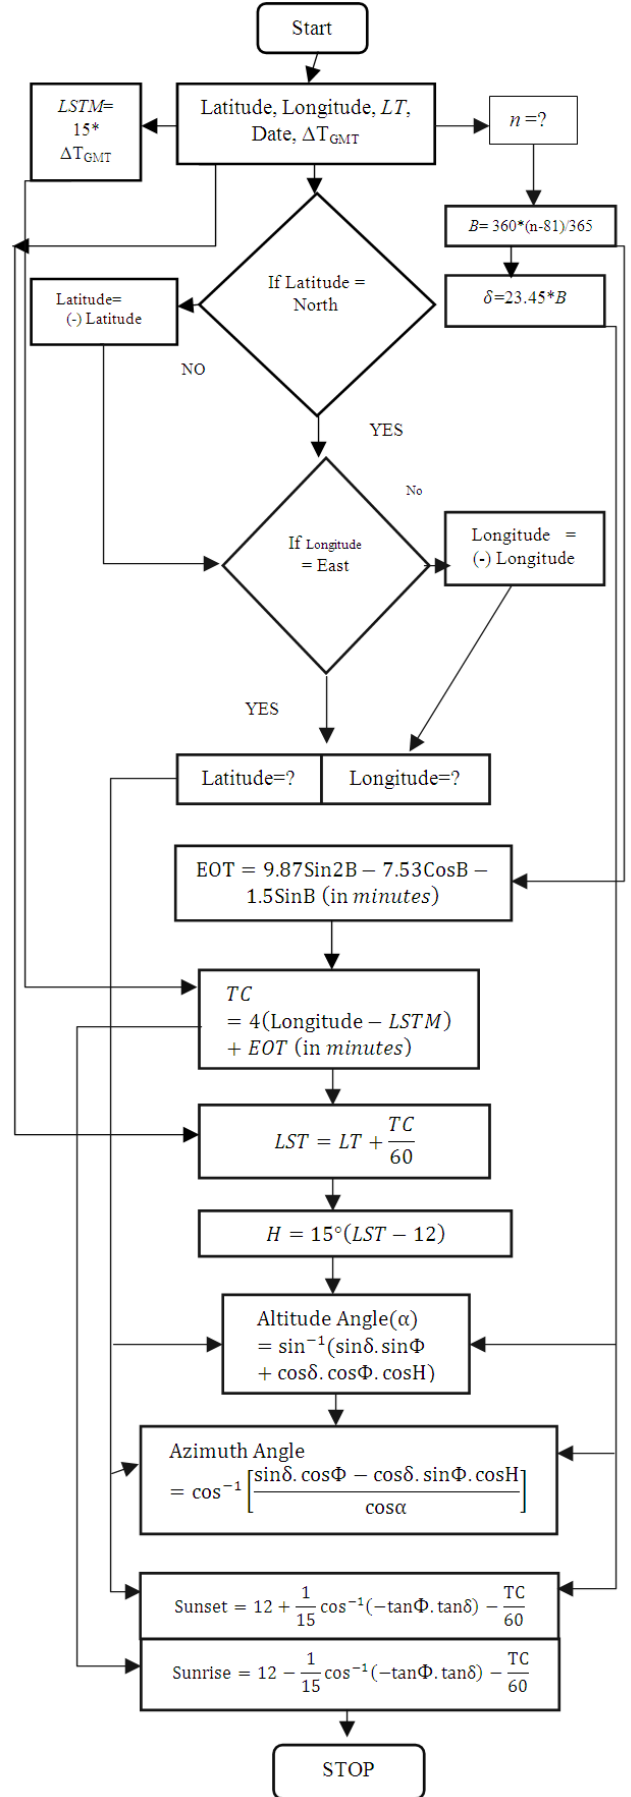 Start
LSTM=
15*
ΔT_GMT
Latitude, Longitude, LT,
Date, ΔT_GMT
n =?
B= 360*(n-81)/365
δ=23.45*B
If Latitude =
North
Latitude=
(-) Latitude
NO
YES
No
If Longitude
= East
Longitude =
(-) Longitude
YES
Latitude=?
Longitude=?
EOT = 9.87Sin2B − 7.53CosB −
1.5SinB (in minutes)
TC
= 4(Longitude − LSTM)
+ EOT (in minutes)
LST = LT + TC/60
H = 15°(LST − 12)
Altitude Angle(α)
= sin⁻¹(sinδ. sinΦ
+ cosδ. cosΦ. cosH)
Azimuth Angle
= cos⁻¹[(sinδ. cosΦ − cosδ. sinΦ. cosH)/cosα]
Sunset = 12 + 1/15 cos⁻¹(−tanΦ. tanδ) − TC/60
Sunrise = 12 − 1/15 cos⁻¹(−tanΦ. tanδ) − TC/60
STOP